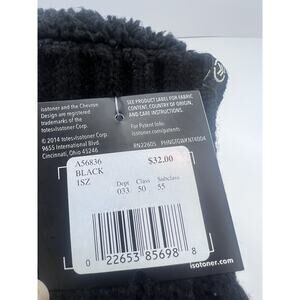 isotoner and the Chevron
Design are registered
trademarks of the
totes»Isotoner Corp.
© 2014 totes»Isotoner Corp.
9655 International Blvd
Cincinnati, Ohio 45246
SEE PRODUCT LABEL FOR FABRIC
CONTENT, COUNTRY OF ORIGIN,
AND CARE INSTRUCTIONS.
For Patent Info:
isotoner.com/patents
RN22605
A56836
BLACK
1SZ
$32.00
Dept Class Subclass
033 50 55
0 22653 85698 8
isotoner.com